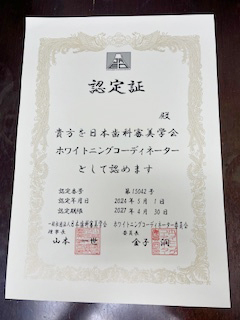 認定証
殿
貴方を日本歯科審美学会
ホワイトニングコーディネーター
として認めます
認定番号 第15042号
認定年月日 2024年5月1日
認定期限 2027年4月30日
一般社団法人日本歯科審美学会 ホワイトニングコーディネーター委員会
理事長 委員長
山本 一世 金子 潤